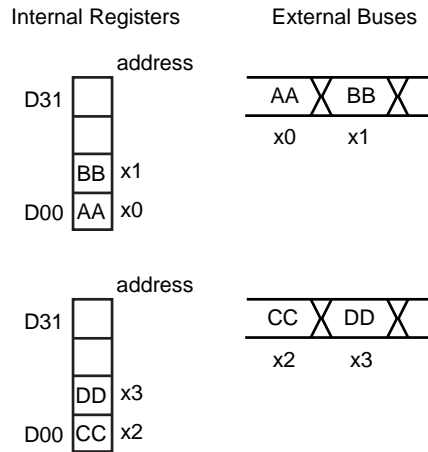 Internal Registers External Buses
address
D31 AA BB
x0 x1
BB x1
D00 AA x0
address
D31 CC DD
x2 x3
DD x3
D00 CC x2